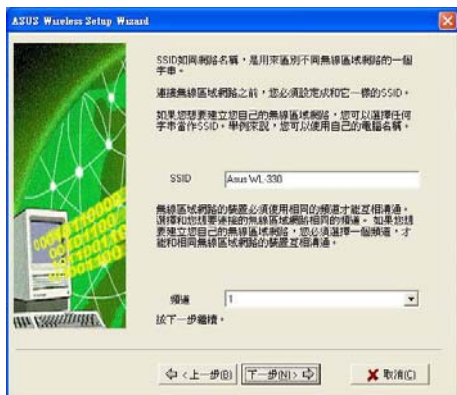 ASUS Wireless Setup Wizard
SSID如同網路名稱，是用來區別不同無線區域網路的一個
字串。
連接無線區域網路之前，您必須設定成和它一樣的SSID。
如果您想要建立您自己的無線區域網路，您可以選擇任何
字串當作SSID。舉例來說，您可以使用自己的電腦名稱。
SSID
Asus WL-330
無線區域網路的裝置必須使用相同的頻道才能互相溝通。
選擇和您想要連接的無線區域網路相同的頻道。如果您想
要建立您自己的無線區域網路，您必須選擇一個頻道，才
能和相同無線區域網路的裝置互相溝通。
頻道
1
按下一步繼續。
<上一步(B)
下一步(N)>
取消(C)